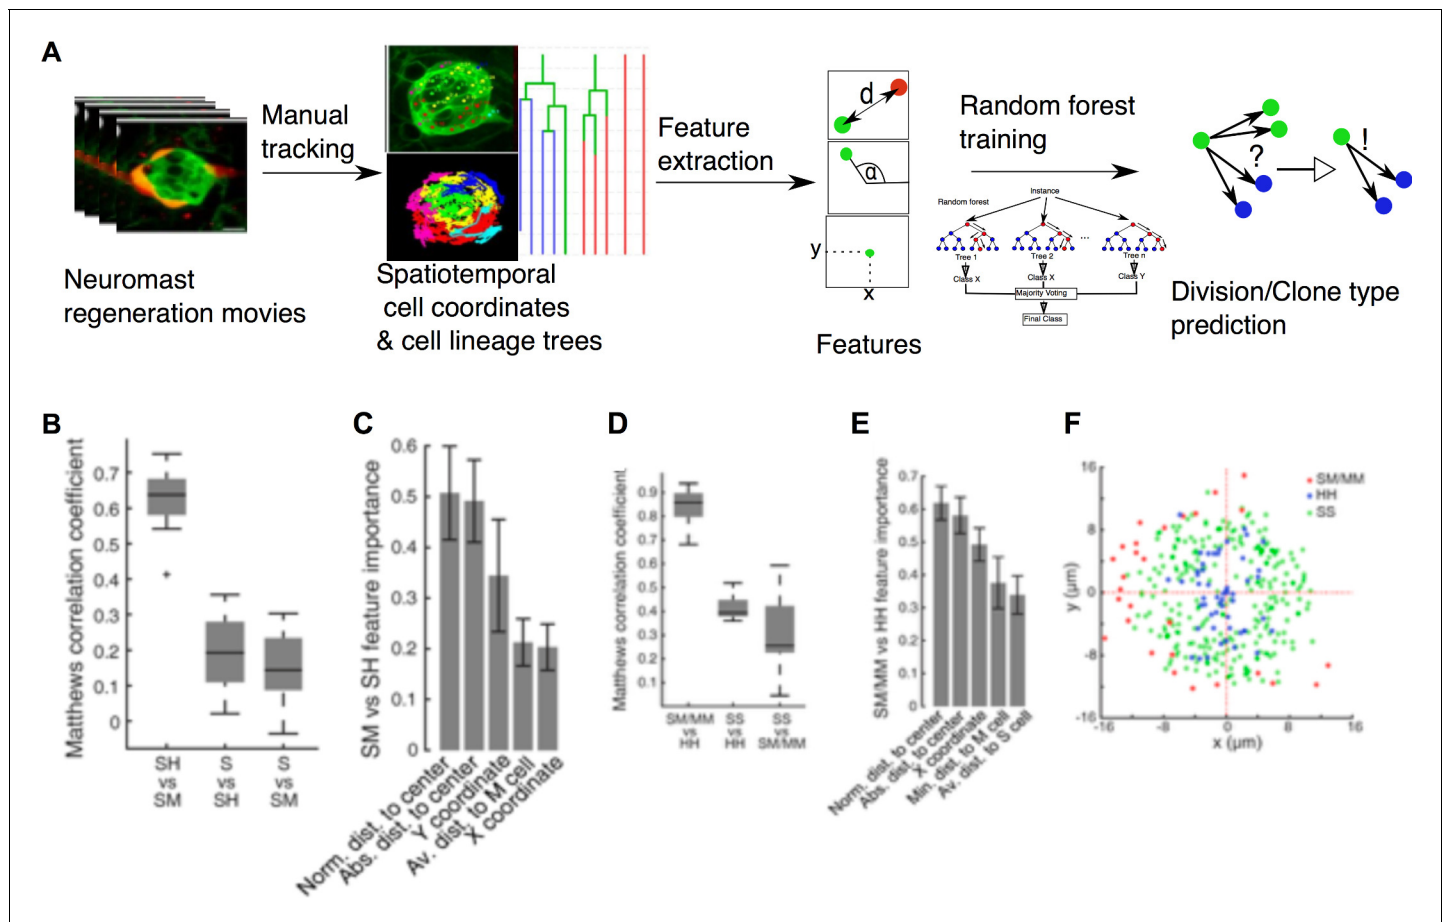 A
Manual
tracking
Neuromast
regeneration movies
Spatiotemporal
cell coordinates
& cell lineage trees
Feature
extraction
d
α
y
x
Features
Random forest
training
Instance
Random forest
...
Tree 1
Tree 2
Tree n
Class X
Class X
Class Y
Majority Voting
Final Class
?
!
Division/Clone type
prediction
B
Matthews correlation coefficient
0.7
0.6
0.5
0.4
0.3
0.2
0.1
0
SH
vs
SM
S
vs
SH
S
vs
SM
C
SM vs SH feature importance
0.6
0.5
0.4
0.3
0.2
0.1
0
Norm. dist. to center
Abs. dist. to center
Y coordinate
Av. dist. to M cell
X coordinate
D
Matthews correlation coefficient
0.9
0.8
0.7
0.6
0.5
0.4
0.3
0.2
0.1
SM/MM
vs
HH
SS
vs
HH
SS
vs
SM/MM
E
SM/MM vs HH feature importance
0.7
0.6
0.5
0.4
0.3
0.2
0.1
0
Norm. dist. to center
Abs. dist. to center
X coordinate
Min. dist. to M cell
Av. dist. to S cell
F
SM/MM
HH
SS
y (μm)
16
8
0
-8
-16
-8
0
8
16
x (μm)